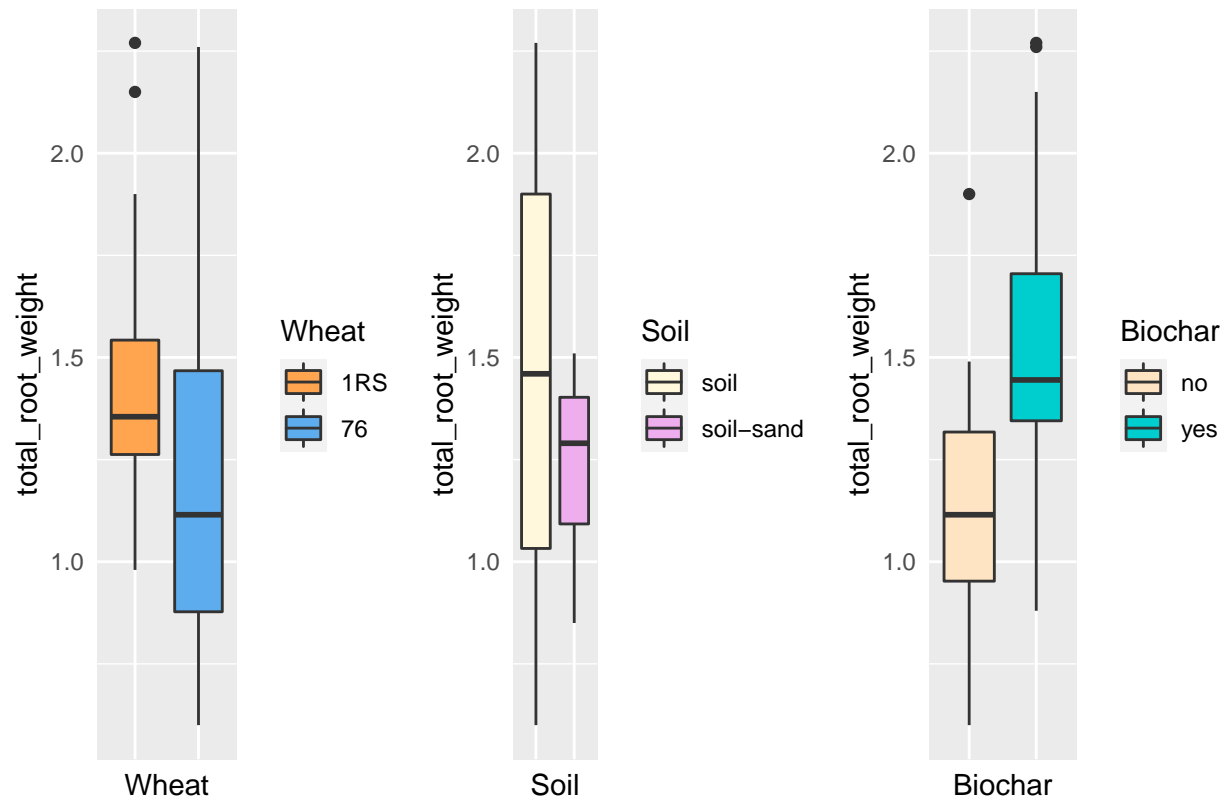 total_root_weight
2.0
1.5
1.0
Wheat
Wheat
1RS
76
total_root_weight
2.0
1.5
1.0
Soil
Soil
soil
soil−sand
total_root_weight
2.0
1.5
1.0
Biochar
Biochar
no
yes